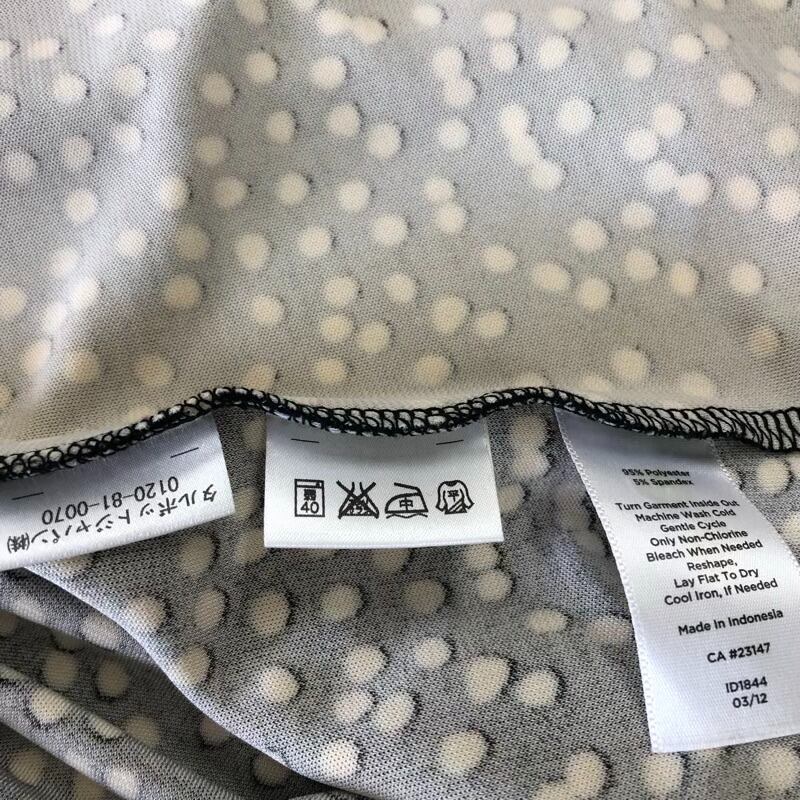 タルボットジャパン(株)
0120-81-0070
弱
40
中
平
95% Polyester
5% Spandex
Turn Garment Inside Out
Machine Wash Cold
Gentle Cycle
Only Non-Chlorine
Bleach When Needed
Reshape,
Lay Flat To Dry
Cool Iron, If Needed
Made In Indonesia
CA #23147
ID1844
03/12